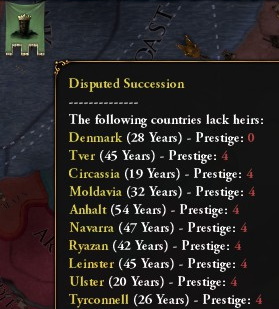 Disputed Succession
--------------
The following countries lack heirs:
Denmark (28 Years) - Prestige: 0
Tver (45 Years) - Prestige: 4
Circassia (19 Years) - Prestige: 4
Moldavia (32 Years) - Prestige: 4
Anhalt (54 Years) - Prestige: 4
Navarra (47 Years) - Prestige: 4
Ryazan (42 Years) - Prestige: 4
Leinster (45 Years) - Prestige: 4
Ulster (20 Years) - Prestige: 4
Tyrconnell (26 Years) - Prestige: 4